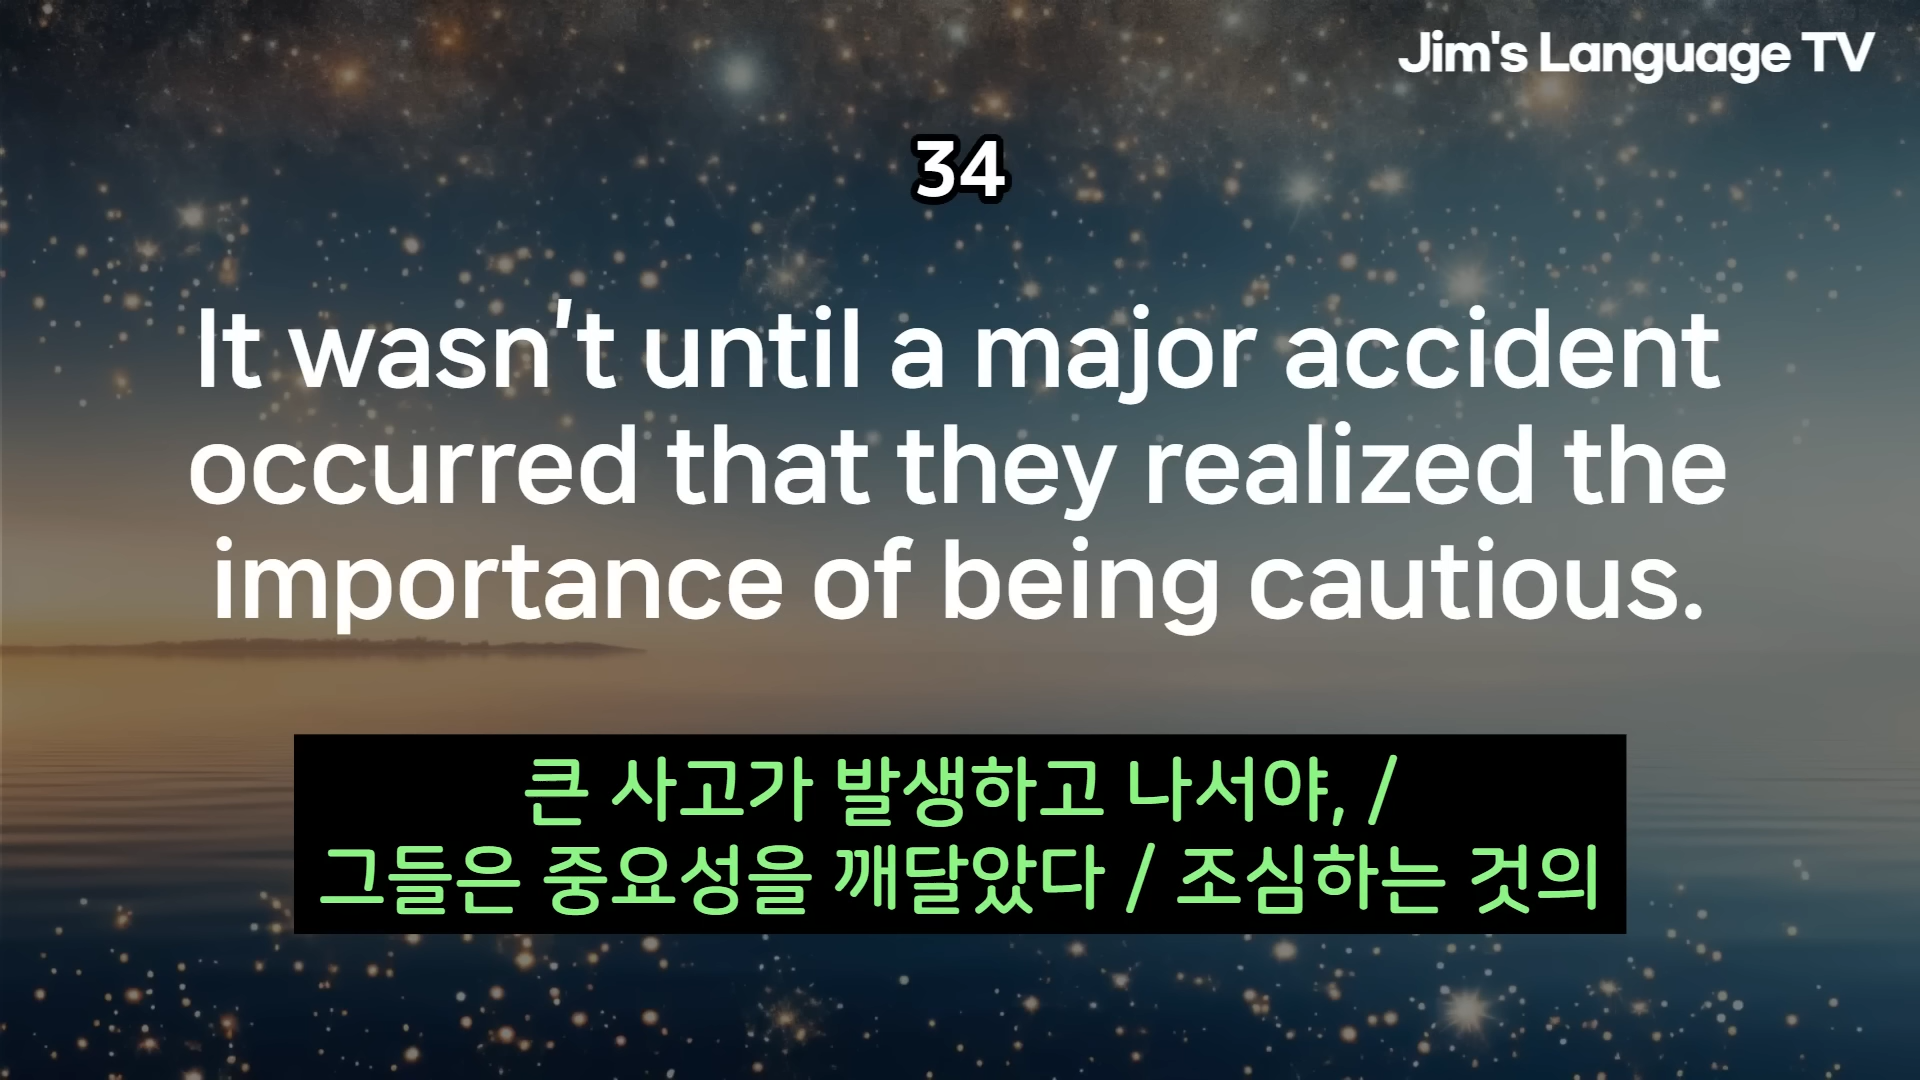 Jim's Language TV
34
It wasn't until a major accident
occurred that they realized the
importance of being cautious.
큰 사고가 발생하고 나서야, /
그들은 중요성을 깨달았다 / 조심하는 것의